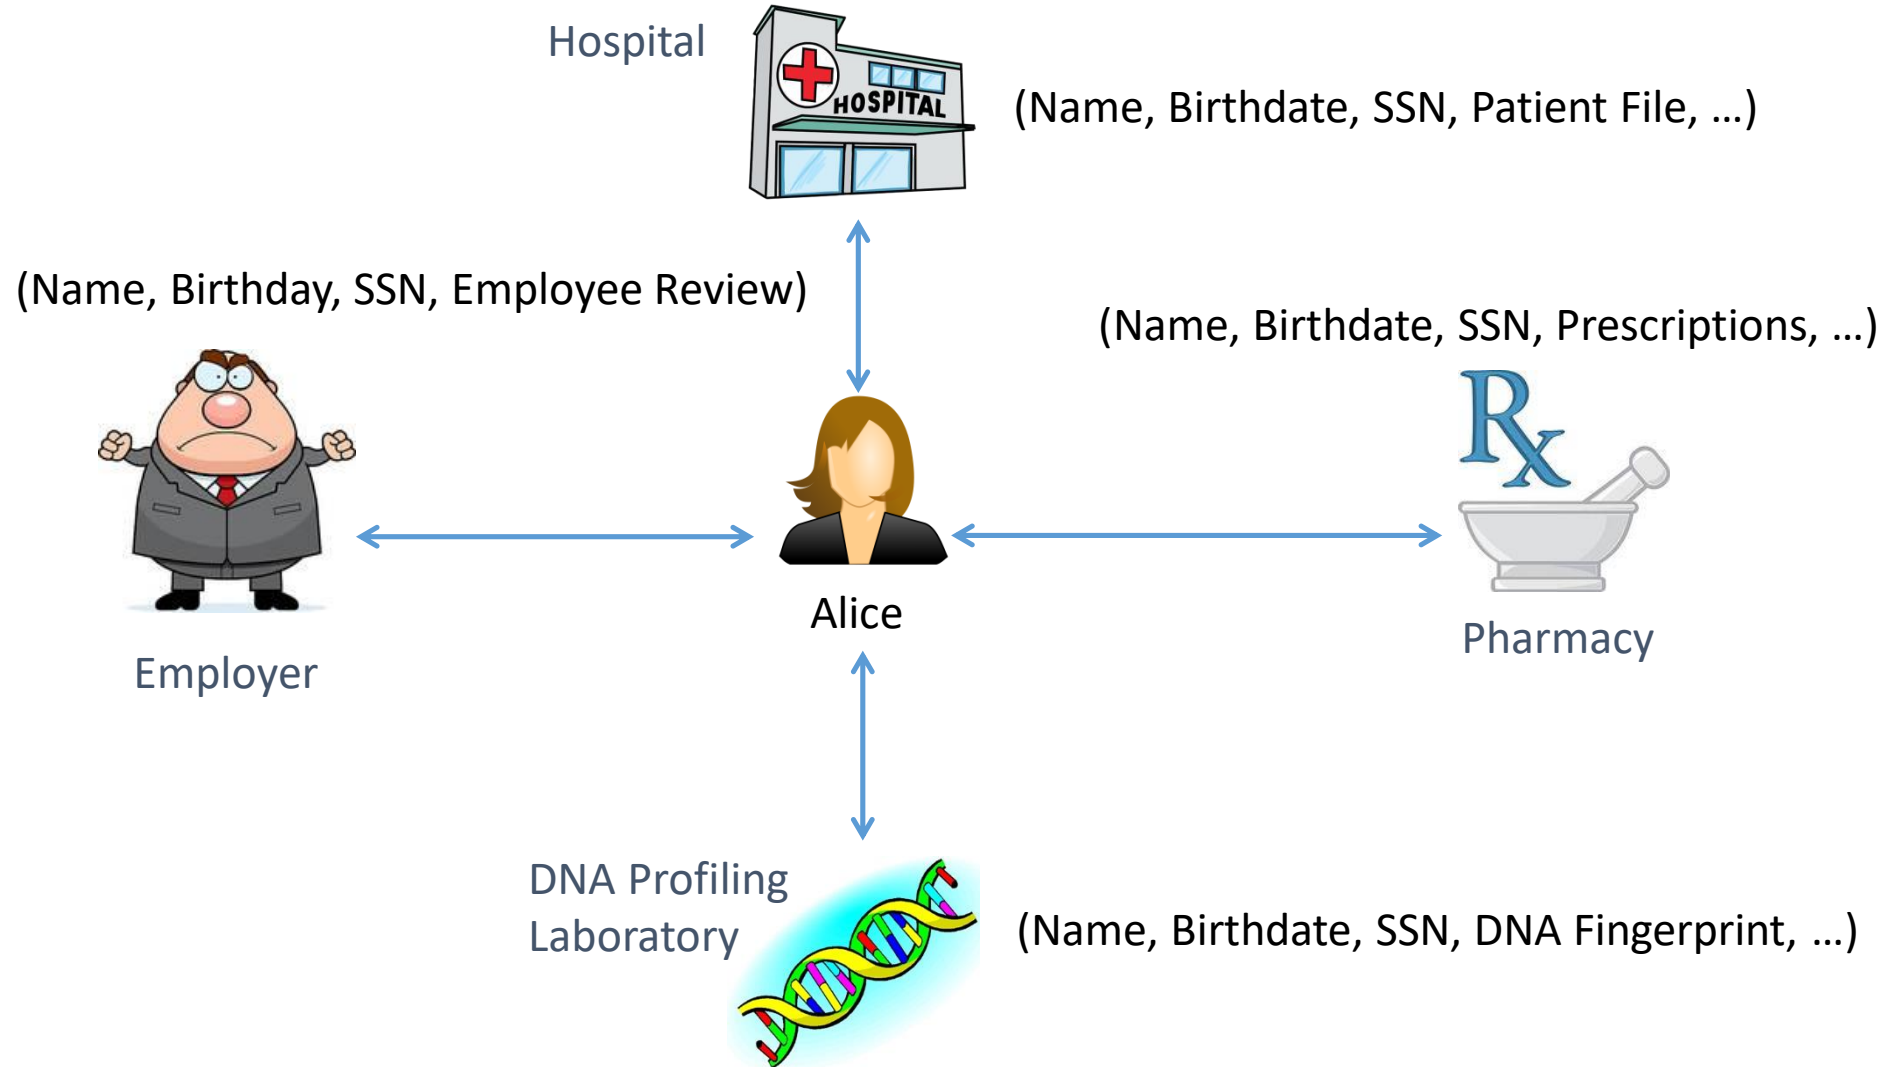 Hospital
HOSPITAL
(Name, Birthdate, SSN, Patient File, …)
(Name, Birthday, SSN, Employee Review)
(Name, Birthdate, SSN, Prescriptions, …)
Rx
Alice
Employer
Pharmacy
DNA Profiling
Laboratory
(Name, Birthdate, SSN, DNA Fingerprint, …)